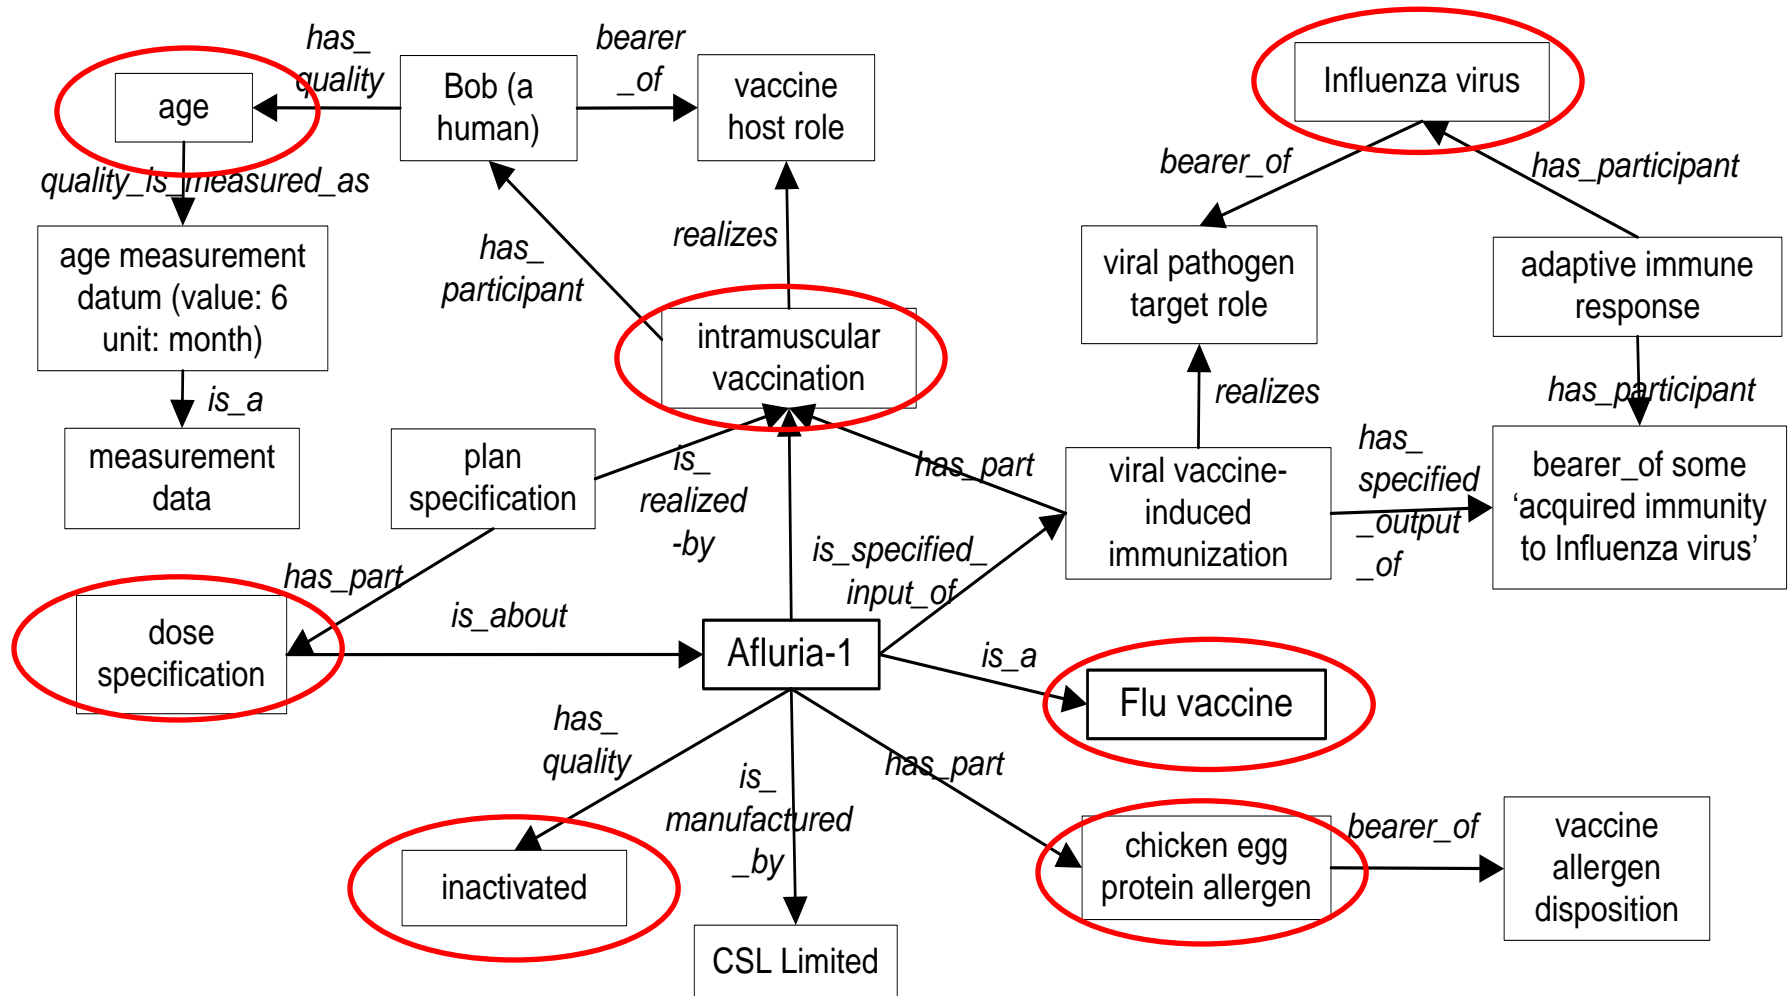 has_
quality
bearer
_of
age
Bob (a
human)
vaccine
host role
Influenza virus
quality_is_measured_as
bearer_of
has_participant
age measurement
datum (value: 6
unit: month)
has_
participant
realizes
viral pathogen
target role
adaptive immune
response
intramuscular
vaccination
is_a
realizes
has_participant
measurement
data
plan
specification
is_
realized
-by
has_part
viral vaccine-
induced
immunization
has_
specified
_output
_of
bearer_of some
‘acquired immunity
to Influenza virus’
has_part
is_specified_
input_of
dose
specification
is_about
Afluria-1
is_a
Flu vaccine
has_
quality
is_
manufactured
_by
has_part
inactivated
chicken egg
protein allergen
bearer_of
vaccine
allergen
disposition
CSL Limited